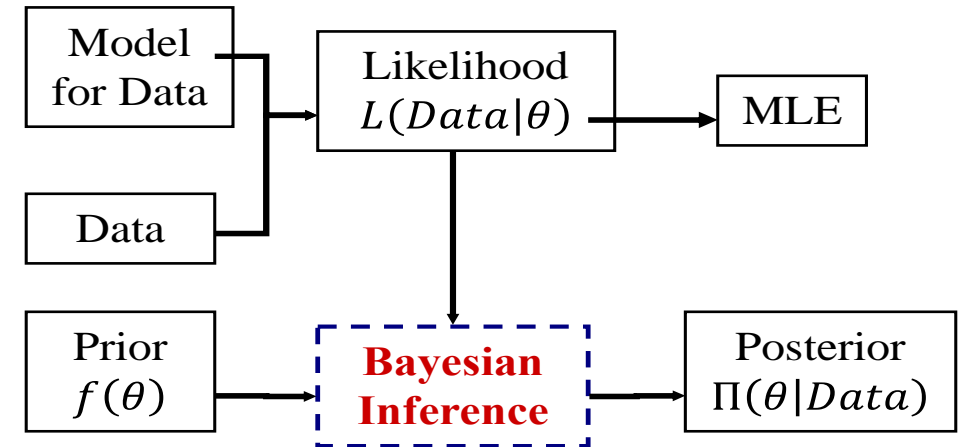 Model
for Data
Likelihood
L(Data|θ)
MLE
Data
Prior
f(θ)
Bayesian
Inference
Posterior
Π(θ|Data)